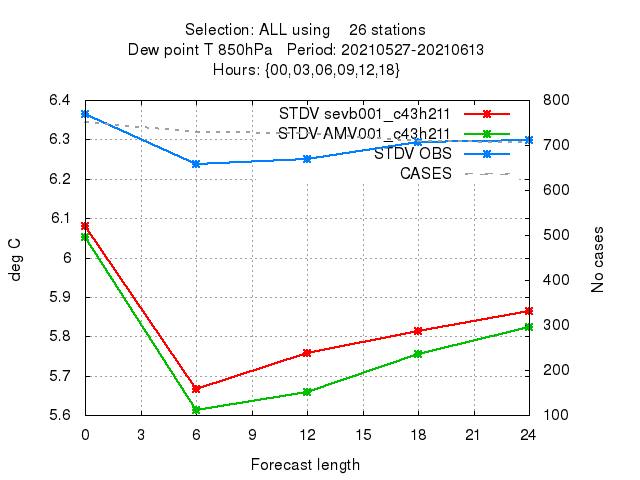 Selection: ALL using    26 stations
Dew point T 850hPa   Period: 20210527-20210613
Hours: {00,03,06,09,12,18}
STDV sevb001_c43h211
STDV AMV001_c43h211
STDV OBS
CASES
6.4
6.3
6.2
6.1
6
5.9
5.8
5.7
5.6
deg C
800
700
600
500
400
300
200
100
No cases
0 3 6 9 12 15 18 21 24
Forecast length